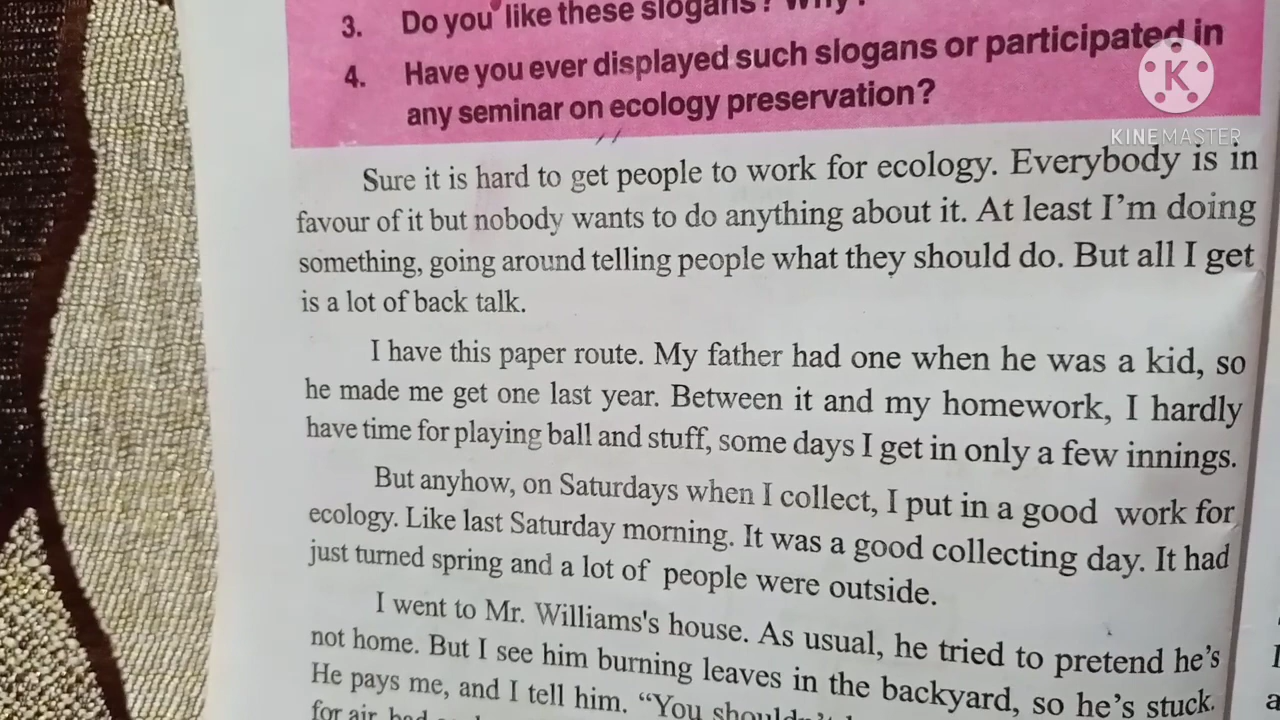 3. Do you like these slogans? Why?
4. Have you ever displayed such slogans or participated in
any seminar on ecology preservation?
K
KINEMASTER
Sure it is hard to get people to work for ecology. Everybody is in
favour of it but nobody wants to do anything about it. At least I'm doing
something, going around telling people what they should do. But all I get
is a lot of back talk.
I have this paper route. My father had one when he was a kid, so
he made me get one last year. Between it and my homework, I hardly
have time for playing ball and stuff, some days I get in only a few innings.
But anyhow, on Saturdays when I collect, I put in a good work for
ecology. Like last Saturday morning. It was a good collecting day. It had
just turned spring and a lot of people were outside.
I went to Mr. Williams's house. As usual, he tried to pretend he's
not home. But I see him burning leaves in the backyard, so he's stuck.
He pays me, and I tell him. "You
for air